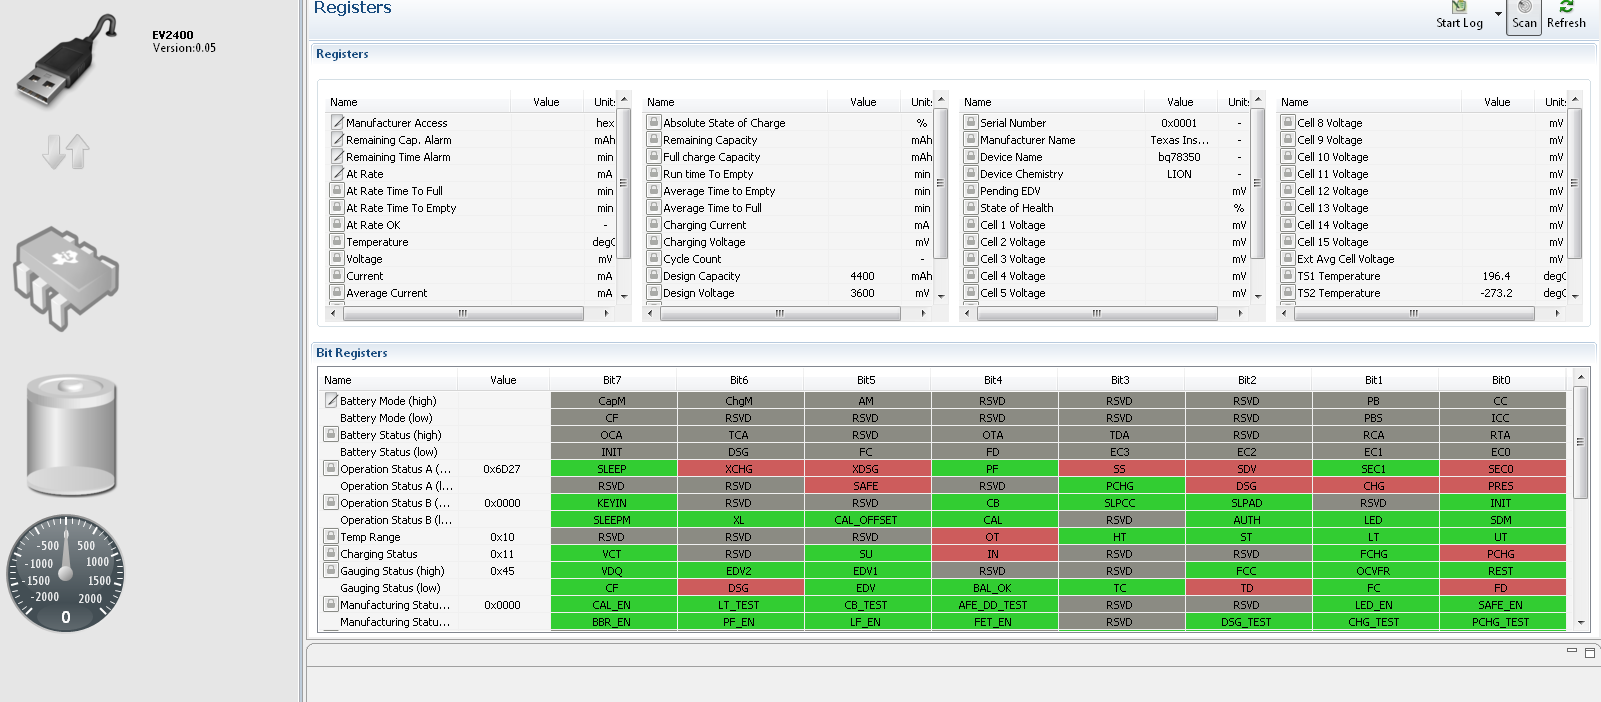 Registers
Start Log
Scan
Refresh
EV2400
Version:0.05
Registers
Name Value Unit:
Manufacturer Access hex
Remaining Cap. Alarm mAh
Remaining Time Alarm min
At Rate mA
At Rate Time To Full min
At Rate Time To Empty min
At Rate OK -
Temperature degC
Voltage mV
Current mA
Average Current mA
Name Value Unit:
Absolute State of Charge %
Remaining Capacity mAh
Full charge Capacity mAh
Run time To Empty min
Average Time to Empty min
Average Time to Full min
Charging Current mA
Charging Voltage mV
Cycle Count -
Design Capacity 4400 mAh
Design Voltage 3600 mV
Name Value Unit:
Serial Number 0x0001 -
Manufacturer Name Texas Ins... -
Device Name bq78350 -
Device Chemistry LION -
Pending EDV mV
State of Health %
Cell 1 Voltage mV
Cell 2 Voltage mV
Cell 3 Voltage mV
Cell 4 Voltage mV
Cell 5 Voltage mV
Name Value Unit:
Cell 8 Voltage mV
Cell 9 Voltage mV
Cell 10 Voltage mV
Cell 11 Voltage mV
Cell 12 Voltage mV
Cell 13 Voltage mV
Cell 14 Voltage mV
Cell 15 Voltage mV
Ext Avg Cell Voltage mV
TS1 Temperature 196.4 degC
TS2 Temperature -273.2 degC
Bit Registers
Name Value Bit7 Bit6 Bit5 Bit4 Bit3 Bit2 Bit1 Bit0
Battery Mode (high) CapM ChgM AM RSVD RSVD RSVD PB CC
Battery Mode (low) CF RSVD RSVD RSVD RSVD RSVD PBS ICC
Battery Status (high) OCA TCA RSVD OTA TDA RSVD RCA RTA
Battery Status (low) INIT DSG FC FD EC3 EC2 EC1 EC0
Operation Status A (... 0x6D27 SLEEP XCHG XDSG PF SS SDV SEC1 SEC0
Operation Status A (l... RSVD RSVD SAFE RSVD PCHG DSG CHG PRES
Operation Status B (... 0x0000 KEYIN RSVD RSVD CB SLPCC SLPAD RSVD INIT
Operation Status B (l... SLEEPM XL CAL_OFFSET CAL RSVD AUTH LED SDM
Temp Range 0x10 RSVD RSVD RSVD OT HT ST LT UT
Charging Status 0x11 VCT RSVD SU IN RSVD RSVD FCHG PCHG
Gauging Status (high) 0x45 VDQ EDV2 EDV1 RSVD RSVD FCC OCVFR REST
Gauging Status (low) CF DSG EDV BAL_OK TC TD FC FD
Manufacturing Statu... 0x0000 CAL_EN LT_TEST CB_TEST AFE_DD_TEST RSVD RSVD LED_EN SAFE_EN
Manufacturing Statu... BBR_EN PF_EN LF_EN FET_EN RSVD DSG_TEST CHG_TEST PCHG_TEST
0
-500 500
-1000 1000
-1500 1500
-2000 2000
0